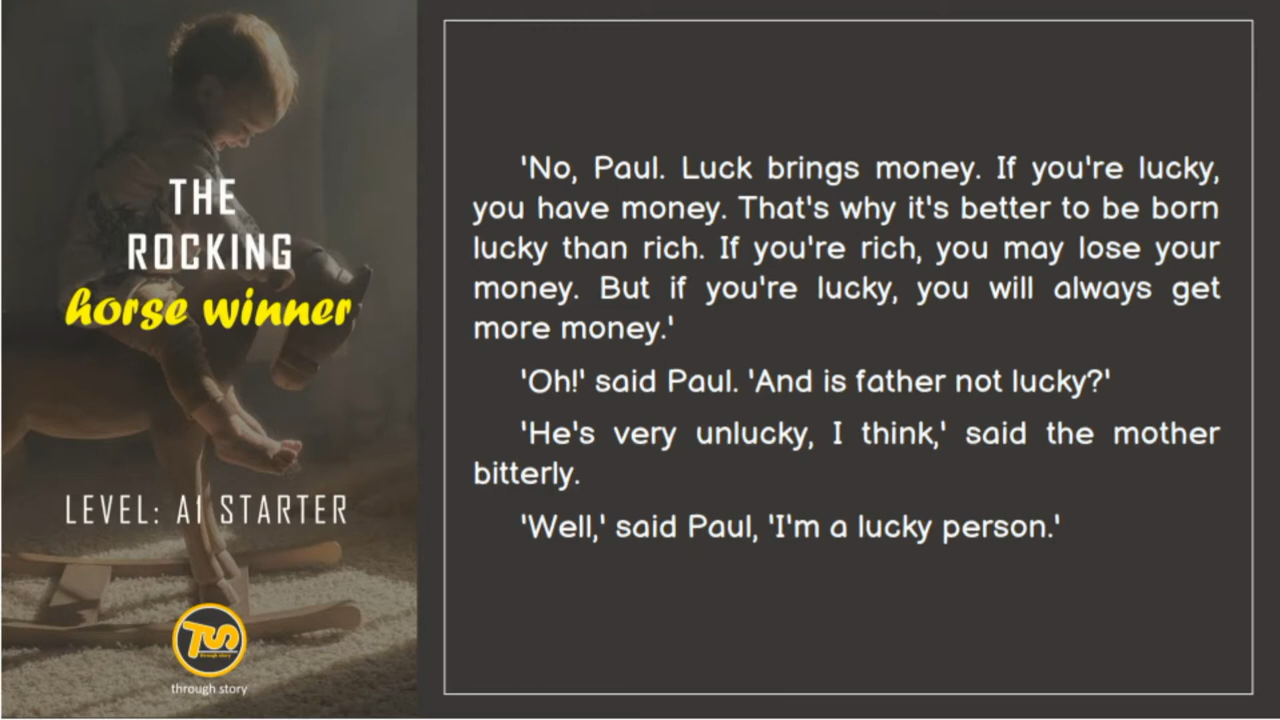 THE
ROCKING
horse winner
LEVEL: A1 STARTER
TS
through story
through story
'No, Paul. Luck brings money. If you're lucky,
you have money. That's why it's better to be born
lucky than rich. If you're rich, you may lose your
money. But if you're lucky, you will always get
more money.'
'Oh!' said Paul. 'And is father not lucky?'
'He's very unlucky, I think,' said the mother
bitterly.
'Well,' said Paul, 'I'm a lucky person.'